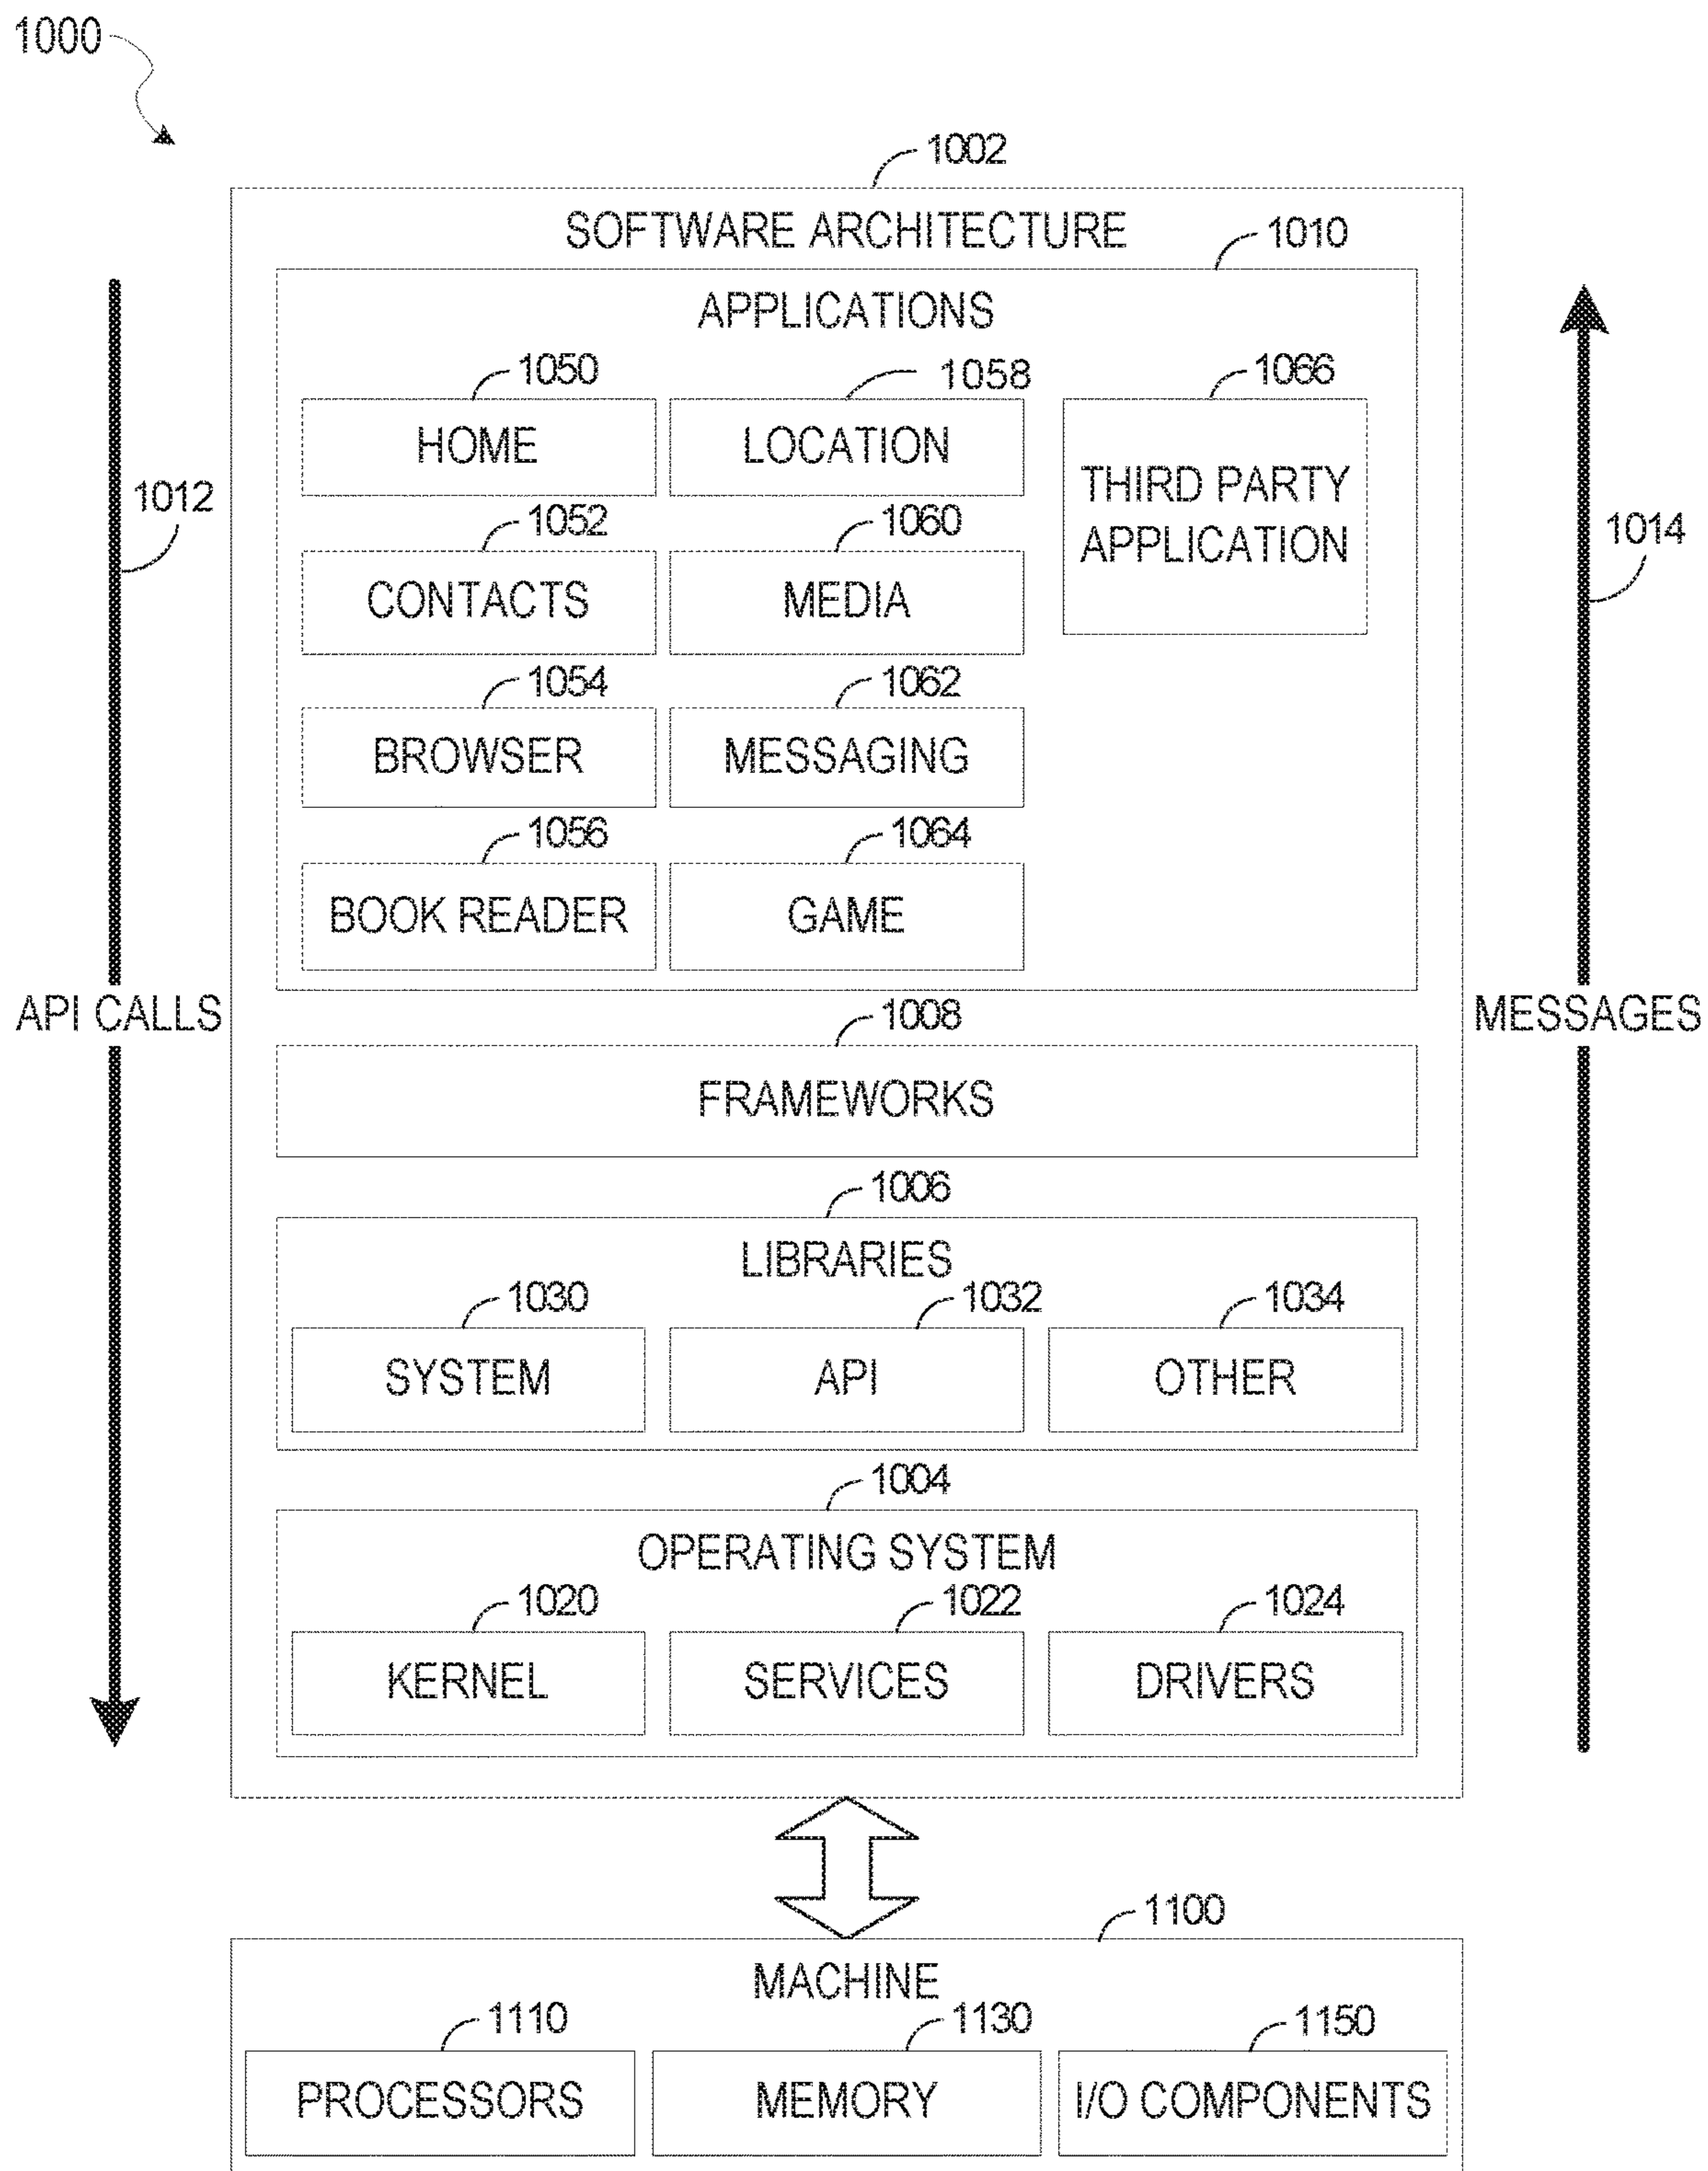 1000
1002
SOFTWARE ARCHITECTURE
1010
APPLICATIONS
1050
1058
1066
HOME
LOCATION
THIRD PARTY
APPLICATION
1012
1014
1052
1060
CONTACTS
MEDIA
1054
1062
BROWSER
MESSAGING
1056
1064
BOOK READER
GAME
API CALLS
MESSAGES
1008
FRAMEWORKS
1006
LIBRARIES
1030
1032
1034
SYSTEM
API
OTHER
1004
OPERATING SYSTEM
1020
1022
1024
KERNEL
SERVICES
DRIVERS
1100
MACHINE
1110
1130
1150
PROCESSORS
MEMORY
I/O COMPONENTS